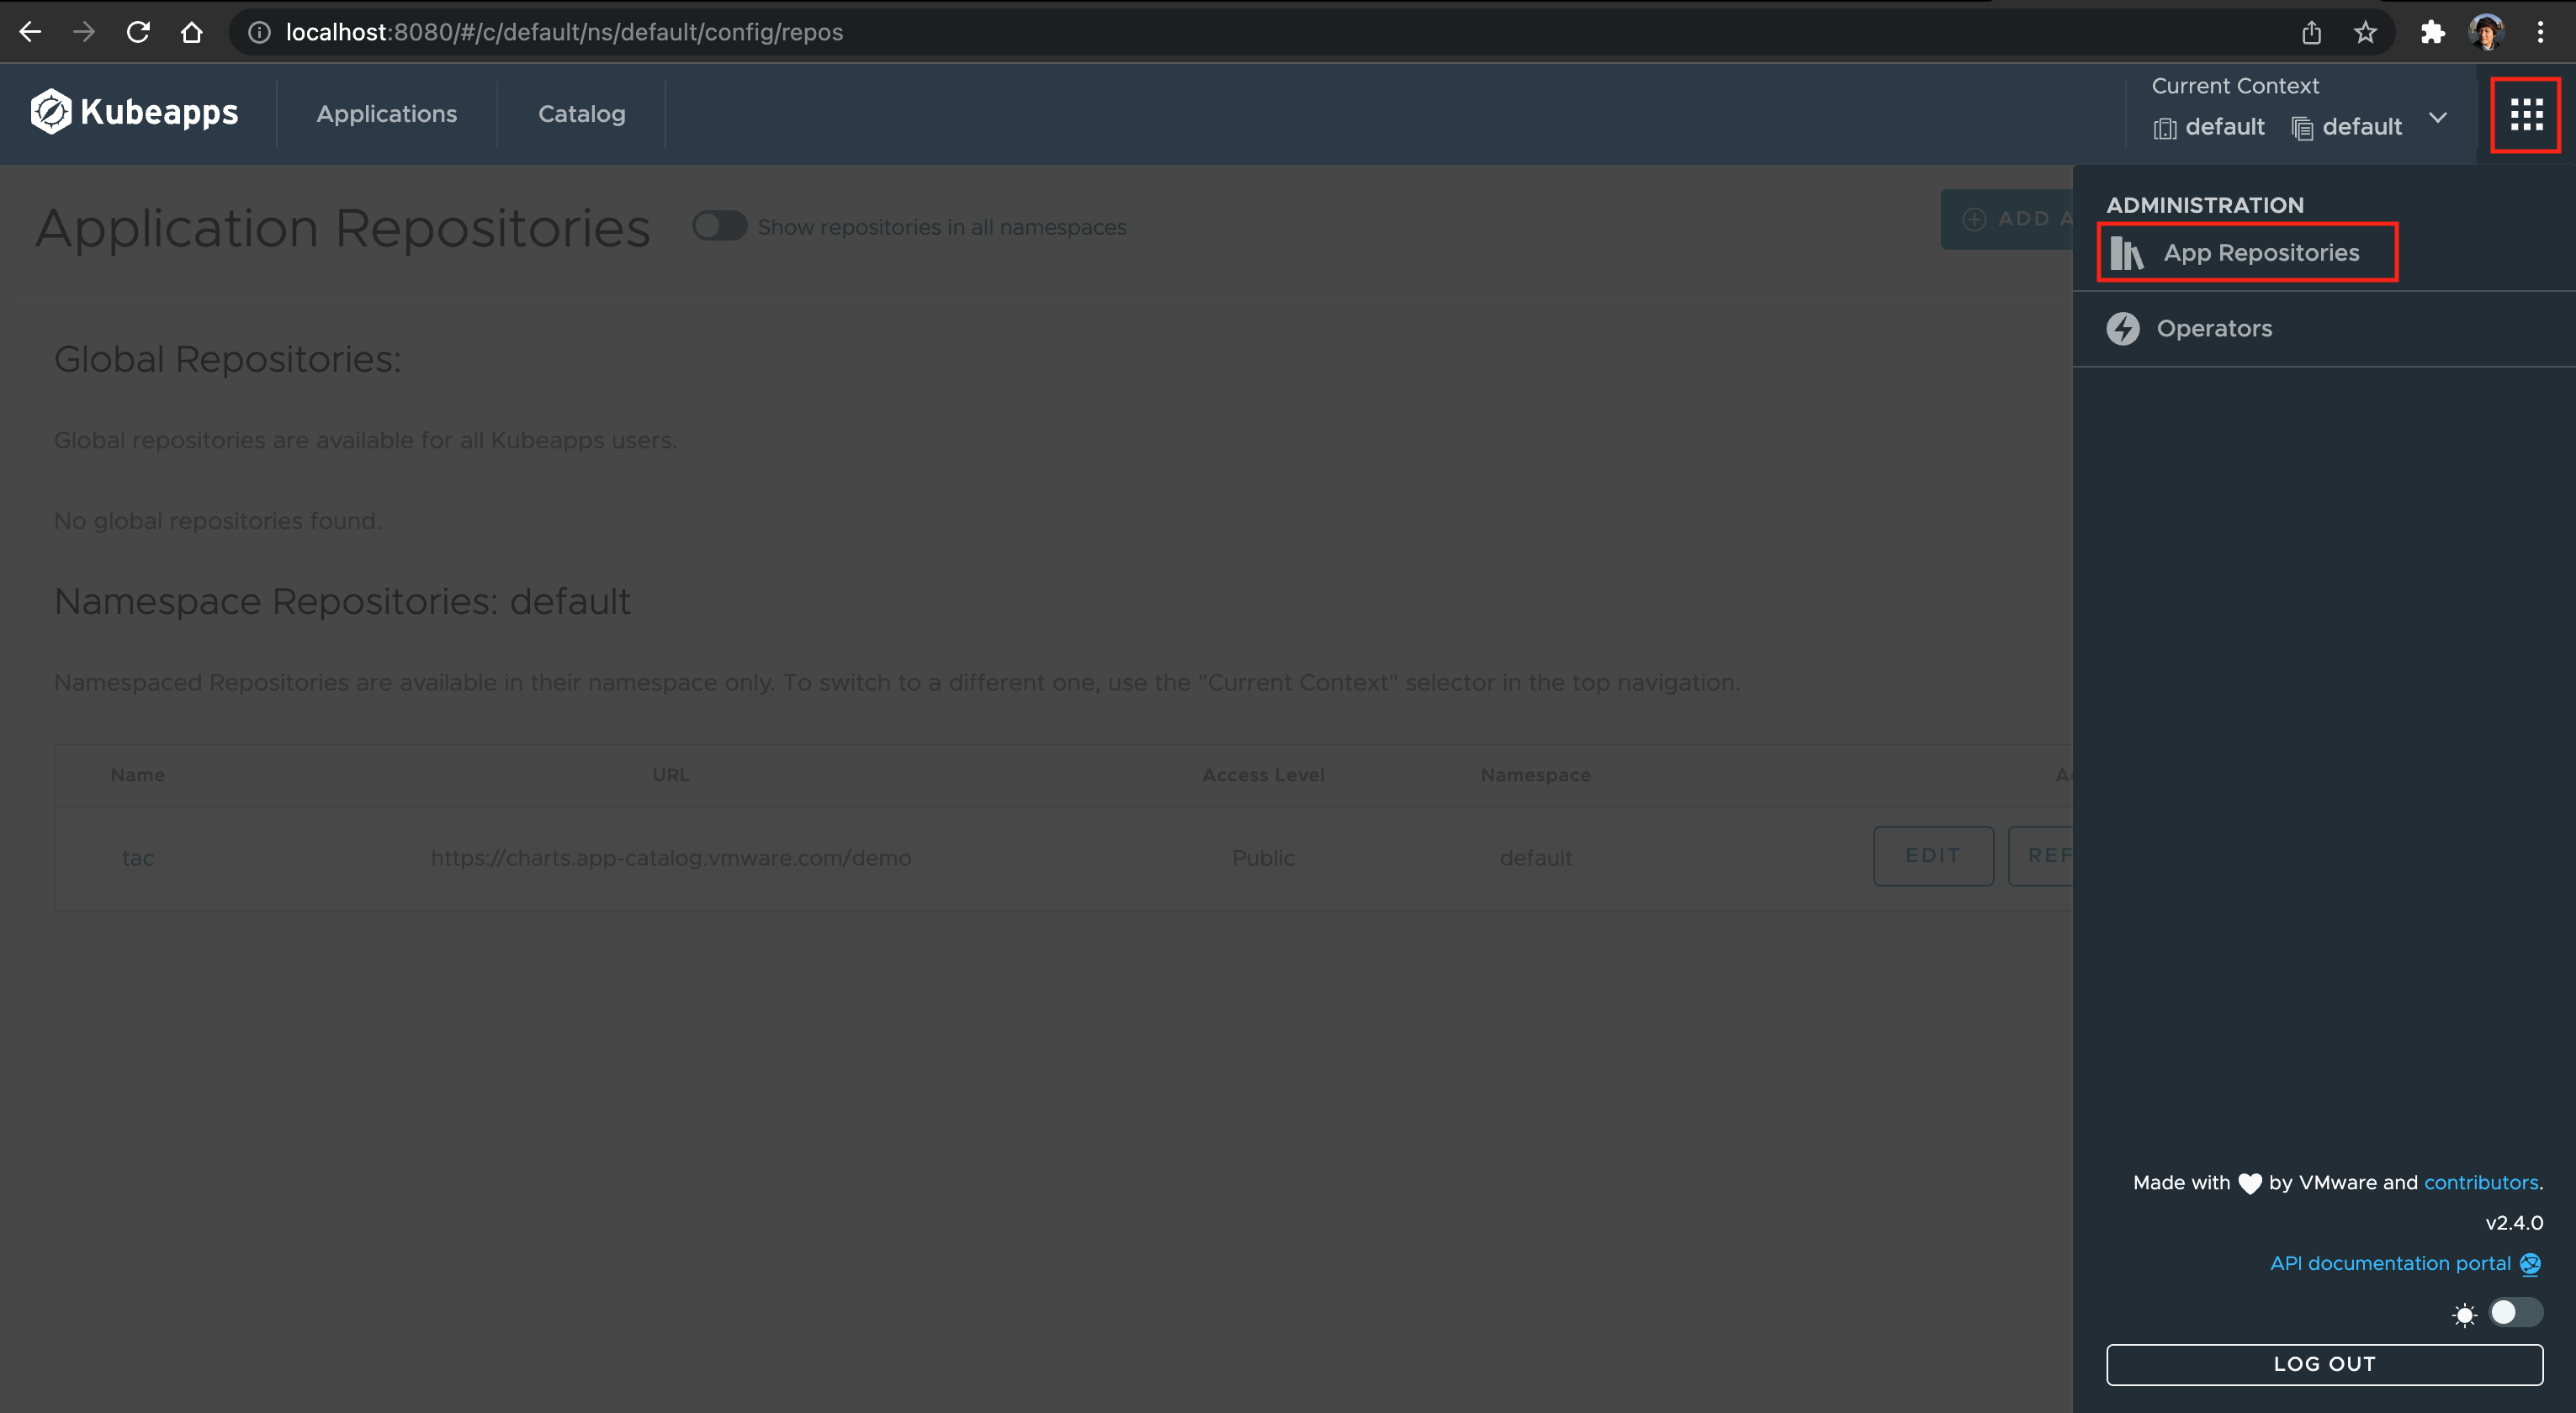 localhost:8080/#/c/default/ns/default/config/repos
Kubeapps
Applications
Catalog
Current Context
default
default
Application Repositories
Show repositories in all namespaces
ADD A
ADMINISTRATION
App Repositories
Operators
Global Repositories:
Global repositories are available for all Kubeapps users.
No global repositories found.
Namespace Repositories: default
Namespaced Repositories are available in their namespace only. To switch to a different one, use the "Current Context" selector in the top navigation.
Name URL Access Level Namespace A
tac https://charts.app-catalog.vmware.com/demo Public default EDIT REF
Made with by VMware and contributors.
v2.4.0
API documentation portal
LOG OUT